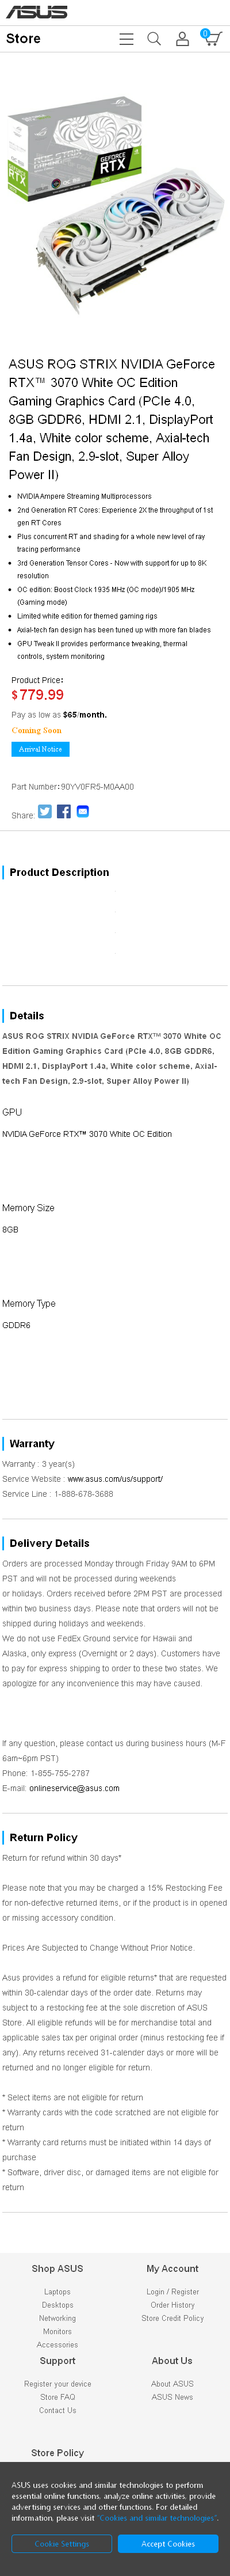 ASUS
Store
0
ASUS ROG STRIX NVIDIA GeForce
RTX™ 3070 White OC Edition
Gaming Graphics Card (PCIe 4.0,
8GB GDDR6, HDMI 2.1, DisplayPort
1.4a, White color scheme, Axial-tech
Fan Design, 2.9-slot, Super Alloy
Power II)
• NVIDIA Ampere Streaming Multiprocessors
• 2nd Generation RT Cores: Experience 2X the throughput of 1st
gen RT Cores
• Plus concurrent RT and shading for a whole new level of ray
tracing performance
• 3rd Generation Tensor Cores - Now with support for up to 8K
resolution
• OC edition: Boost Clock 1935 MHz (OC mode)/1905 MHz
(Gaming mode)
• Limited white edition for themed gaming rigs
• Axial-tech fan design has been tuned up with more fan blades
• GPU Tweak II provides performance tweaking, thermal
controls, system monitoring
Product Price:
$779.99
Pay as low as $65/month.
Coming Soon
Arrival Notice
Part Number：90YV0FR5-M0AA00
Share:
Product Description
Details
ASUS ROG STRIX NVIDIA GeForce RTX™ 3070 White OC
Edition Gaming Graphics Card (PCIe 4.0, 8GB GDDR6,
HDMI 2.1, DisplayPort 1.4a, White color scheme, Axial-
tech Fan Design, 2.9-slot, Super Alloy Power II)
GPU
NVIDIA GeForce RTX™ 3070 White OC Edition
Memory Size
8GB
Memory Type
GDDR6
Warranty
Warranty : 3 year(s)
Service Website : www.asus.com/us/support/
Service Line : 1-888-678-3688
Delivery Details
Orders are processed Monday through Friday 9AM to 6PM
PST and will not be processed during weekends
or holidays. Orders received before 2PM PST are processed
within two business days. Please note that orders will not be
shipped during holidays and weekends.
We do not use FedEx Ground service for Hawaii and
Alaska, only express (Overnight or 2 days). Customers have
to pay for express shipping to order to these two states. We
apologize for any inconvenience this may have caused.
If any question, please contact us during business hours (M-F
6am~6pm PST)
Phone: 1-855-755-2787
E-mail: onlineservice@asus.com
Return Policy
Return for refund within 30 days*
Please note that you may be charged a 15% Restocking Fee
for non-defective returned items, or if the product is in opened
or missing accessory condition.
Prices Are Subjected to Change Without Prior Notice.
Asus provides a refund for eligible returns* that are requested
within 30-calendar days of the order date. Returns may
subject to a restocking fee at the sole discretion of ASUS
Store. All eligible refunds will be for merchandise total and
applicable sales tax per original order (minus restocking fee if
any). Any returns received 31-calender days or more will be
returned and no longer eligible for return.
* Select items are not eligible for return
* Warranty cards with the code scratched are not eligible for
return
* Warranty card returns must be initiated within 14 days of
purchase
* Software, driver disc, or damaged items are not eligible for
return
Shop ASUS
Laptops
Desktops
Networking
Monitors
Accessories
My Account
Login / Register
Order History
Store Credit Policy
Support
Register your device
Store FAQ
Contact Us
About Us
About ASUS
ASUS News
Store Policy
ASUS uses cookies and similar technologies to perform
essential online functions, analyze online activities, provide
advertising services and other functions. For detailed
information, please visit "Cookies and similar technologies".
Cookie Settings
Accept Cookies